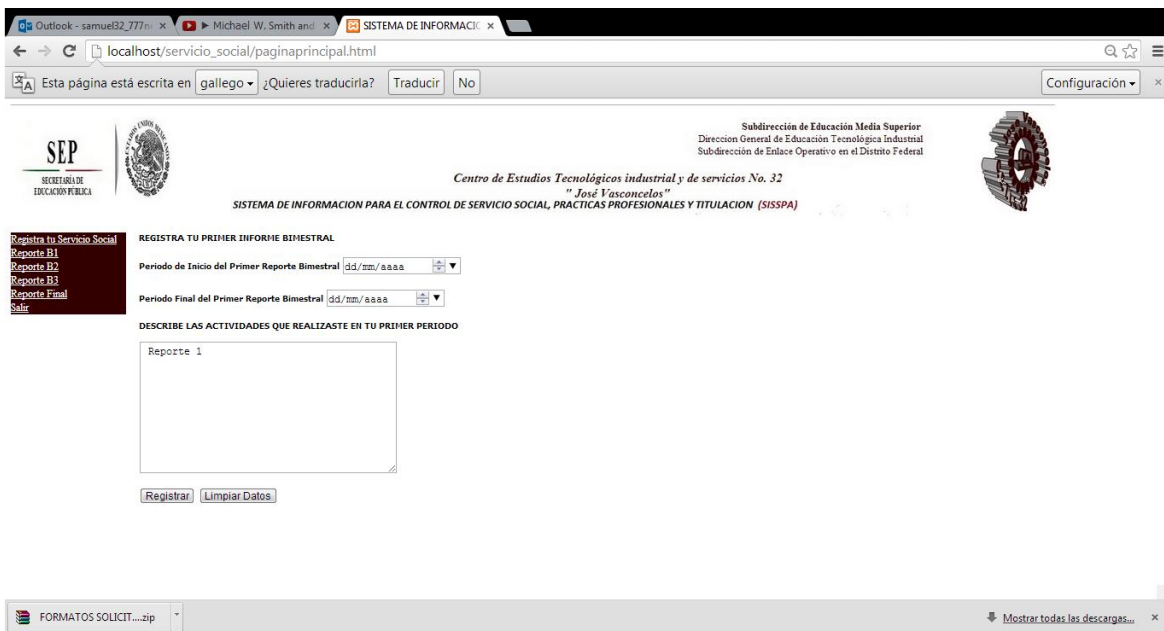 Outlook - samuel32_777
Michael W. Smith and
SISTEMA DE INFORMACIC
localhost/servicio_social/paginaprincipal.html
Esta página está escrita en gallego ¿Quieres traducirla? Traducir No Configuración
SEP
SECRETARÍA DE
EDUCACIÓN PÚBLICA
ESTADOS UNIDOS MEXICANOS
Subdirección de Educación Media Superior
Direccion General de Educación Tecnológica Industrial
Subdirección de Enlace Operativo en el Distrito Federal
Centro de Estudios Tecnológicos industrial y de servicios No. 32
" José Vasconcelos"
SISTEMA DE INFORMACION PARA EL CONTROL DE SERVICIO SOCIAL, PRACTICAS PROFESIONALES Y TITULACION (SISSPA)
Registra tu Servicio Social
Reporte B1
Reporte B2
Reporte B3
Reporte Final
Salir
REGISTRA TU PRIMER INFORME BIMESTRAL
Periodo de Inicio del Primer Reporte Bimestral dd/mm/aaaa
Periodo Final del Primer Reporte Bimestral dd/mm/aaaa
DESCRIBE LAS ACTIVIDADES QUE REALIZASTE EN TU PRIMER PERIODO
Reporte 1
Registrar Limpiar Datos
FORMATOS SOLICIT....zip
Mostrar todas las descargas...